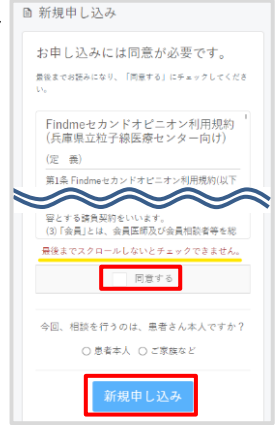 新規申し込み
お申し込みには同意が必要です。
最後までお読みになり、「同意する」にチェックしてくださ
い。
Findmeセカンドオピニオン利用規約
(兵庫県立粒子線医療センター向け)
(定　義)
第1条 Findmeセカンドオピニオン利用規約(以下
容とする請負契約をいいます。
(3)「会員」とは、会員医師及び会員相談者等を総
最後までスクロールしないとチェックできません。
同意する
今回、相談を行うのは、患者さん本人ですか？
患者本人 ご家族など
新規申し込み